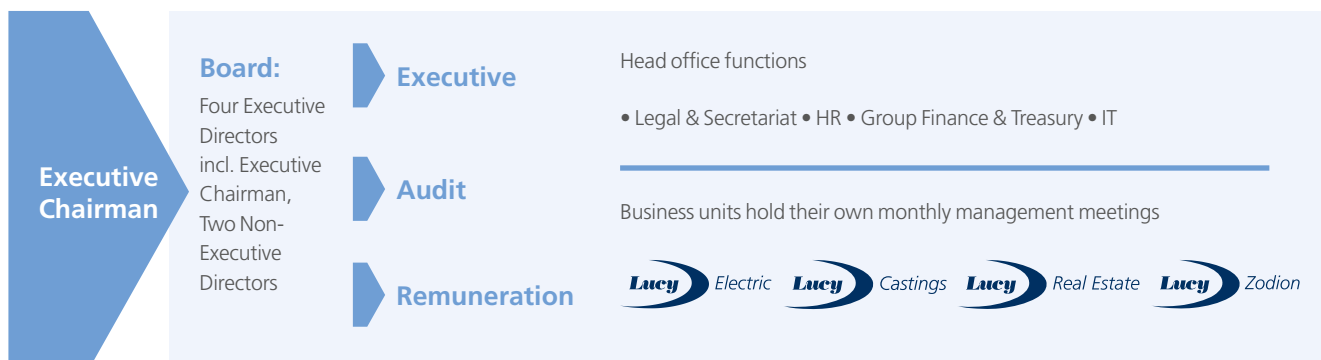 Executive
Chairman
Board:
Four Executive
Directors
incl. Executive
Chairman,
Two Non-
Executive
Directors
Executive
Audit
Remuneration
Head office functions
• Legal & Secretariat • HR • Group Finance & Treasury • IT
Business units hold their own monthly management meetings
Lucy Electric Lucy Castings Lucy Real Estate Lucy Zodion